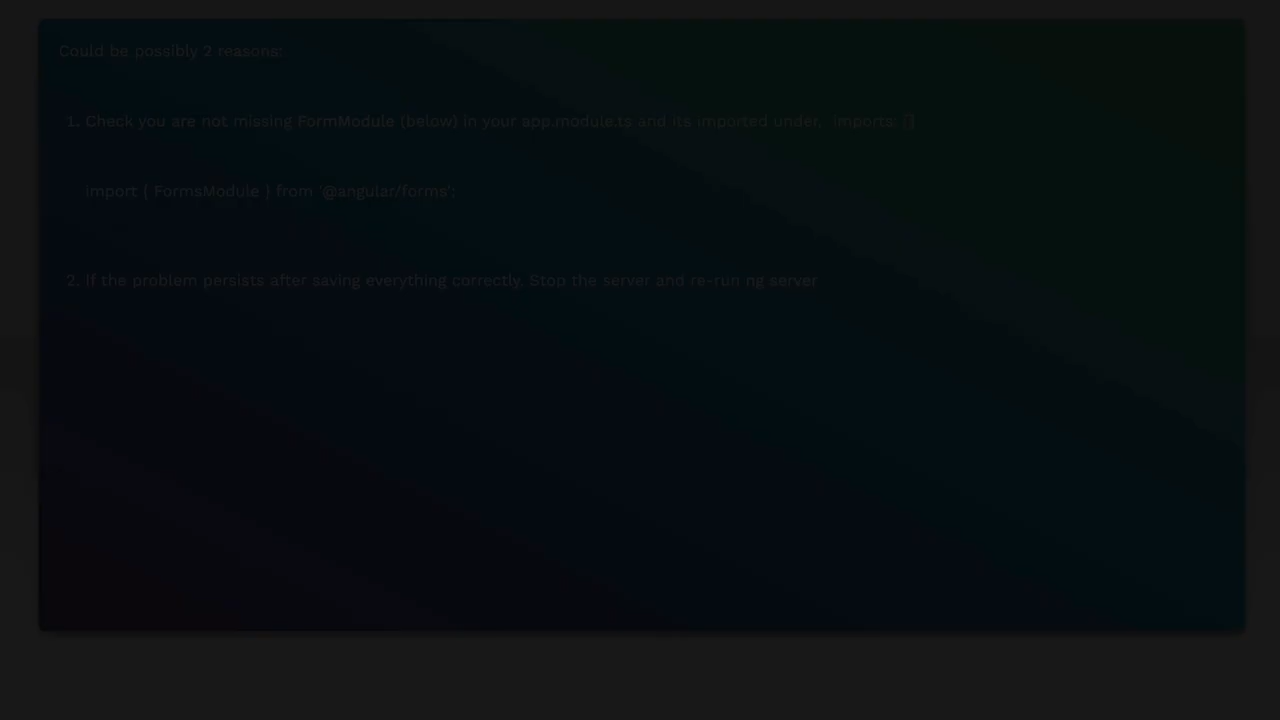 Could be possibly 2 reasons:
1. Check you are not missing FormModule (below) in your app.module.ts and its imported under, imports: []
import { FormsModule } from '@angular/forms';
2. If the problem persists after saving everything correctly. Stop the server and re-run ng server